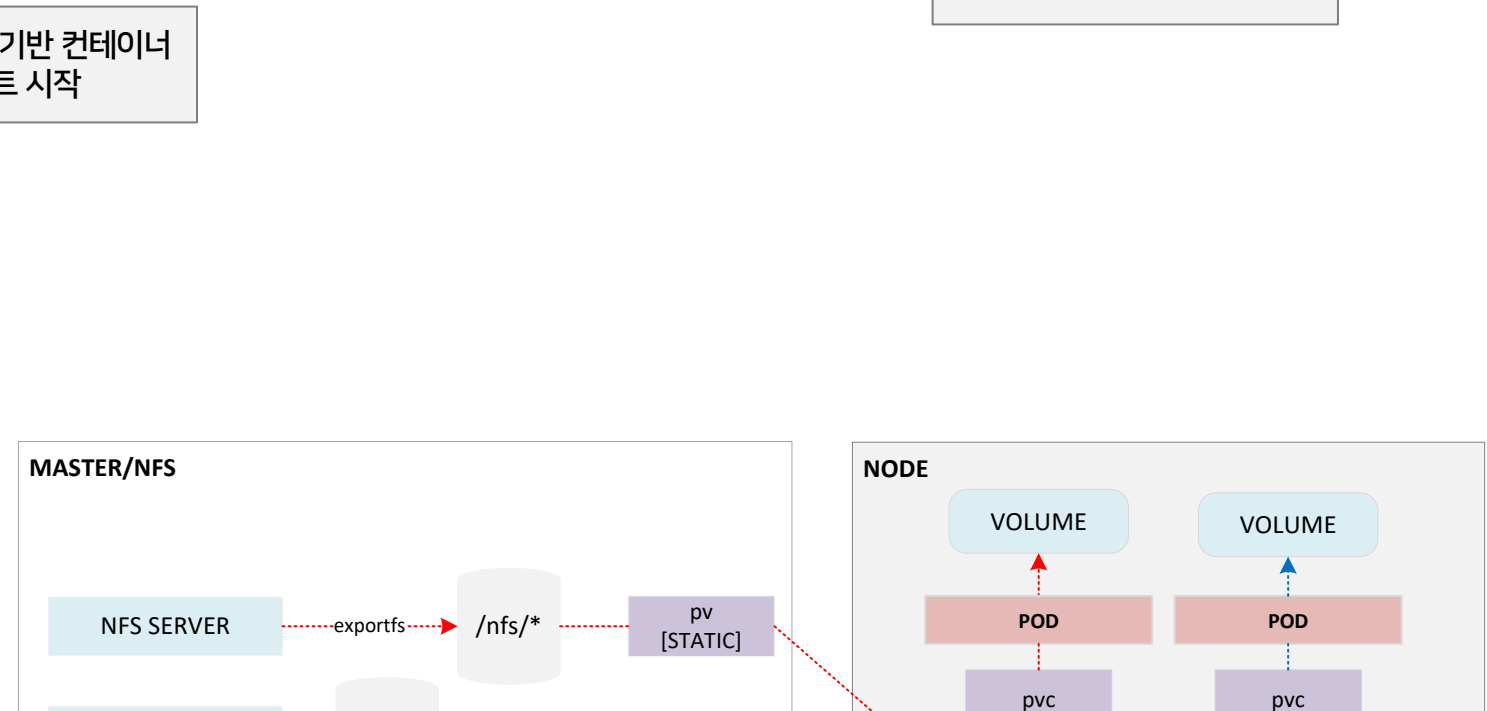 기반 컨테이너
트 시작
MASTER/NFS
NODE
VOLUME
VOLUME
NFS SERVER
exportfs
/nfs/*
pv
[STATIC]
POD
POD
pvc
pvc